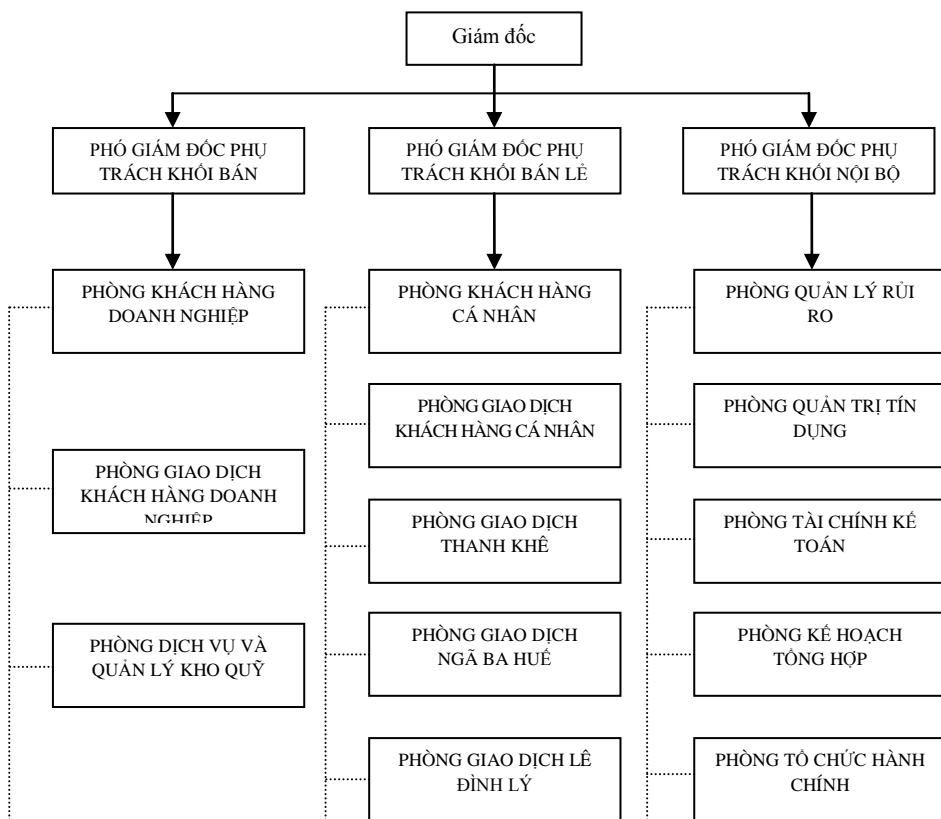 Giám đốc
PHÓ GIÁM ĐỐC PHỤ
TRÁCH KHỐI BÁN
PHÓ GIÁM ĐỐC PHỤ
TRÁCH KHỐI BÁN LẺ
PHÓ GIÁM ĐỐC PHỤ
TRÁCH KHỐI NỘI BỘ
PHÒNG KHÁCH HÀNG
DOANH NGHIỆP
PHÒNG KHÁCH HÀNG
CÁ NHÂN
PHÒNG QUẢN LÝ RỦI
RO
PHÒNG GIAO DỊCH
KHÁCH HÀNG CÁ NHÂN
PHÒNG QUẢN TRỊ TÍN
DỤNG
PHÒNG GIAO DỊCH
KHÁCH HÀNG DOANH
NGHIỆP
PHÒNG GIAO DỊCH
THANH KHÊ
PHÒNG TÀI CHÍNH KẾ
TOÁN
PHÒNG DỊCH VỤ VÀ
QUẢN LÝ KHO QUỸ
PHÒNG GIAO DỊCH
NGÃ BA HUẾ
PHÒNG KẾ HOẠCH
TỔNG HỢP
PHÒNG GIAO DỊCH LÊ
ĐÌNH LÝ
PHÒNG TỔ CHỨC HÀNH
CHÍNH